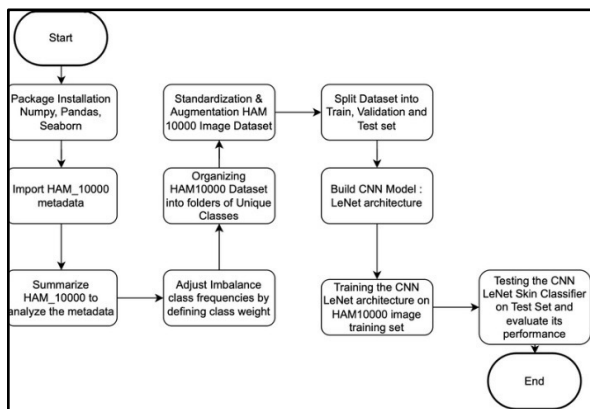 Start
Package Installation
Numpy, Pandas,
Seaborn
Import HAM_10000
metadata
Summarize
HAM_10000 to
analyze the metadata
Adjust Imbalance
class frequencies by
defining class weight
Organizing
HAM10000 Dataset
into folders of Unique
Classes
Standardization &
Augmentation HAM
10000 Image Dataset
Split Dataset into
Train, Validation and
Test set
Build CNN Model :
LeNet architecture
Training the CNN
LeNet architecture on
HAM10000 image
training set
Testing the CNN
LeNet Skin Classifier
on Test Set and
evaluate its
performance
End